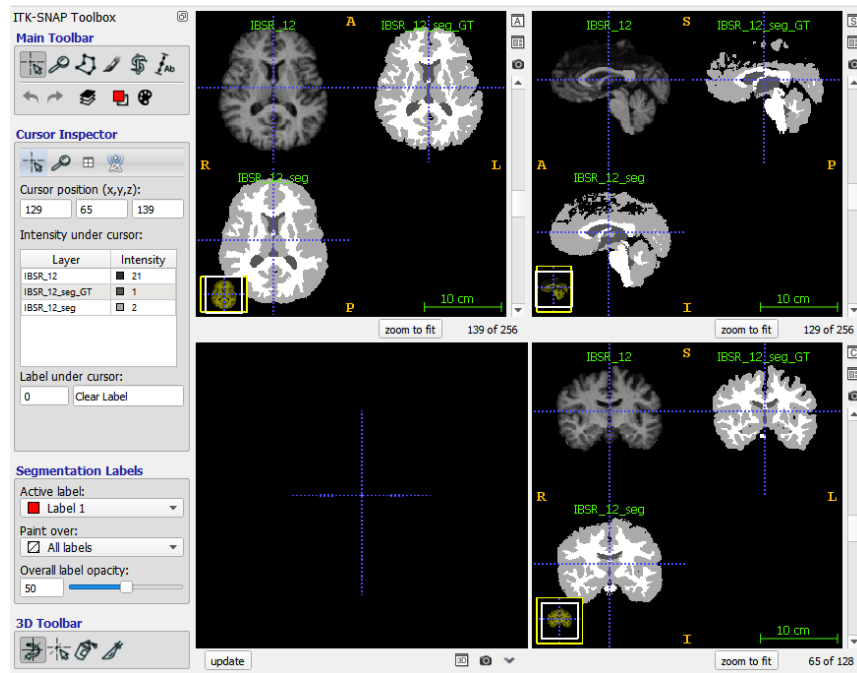 ITK-SNAP Toolbox
Main Toolbar
Ab
Cursor Inspector
Cursor position (x,y,z):
129 65 139
Intensity under cursor:
Layer Intensity
IBSR_12 21
IBSR_12_seg_GT 1
IBSR_12_seg 2
Label under cursor:
0 Clear Label
Segmentation Labels
Active label:
Label 1
Paint over:
All labels
Overall label opacity:
50
3D Toolbar
IBSR_12 A IBSR_12_seg_GT A
R L
IBSR_12_seg
10 cm
P
zoom to fit 139 of 256
IBSR_12 S IBSR_12_seg_GT S
A P
IBSR_12_seg
10 cm
I
zoom to fit 129 of 256
update 3D
IBSR_12 S IBSR_12_seg_GT C
R L
IBSR_12_seg
10 cm
I
zoom to fit 65 of 128